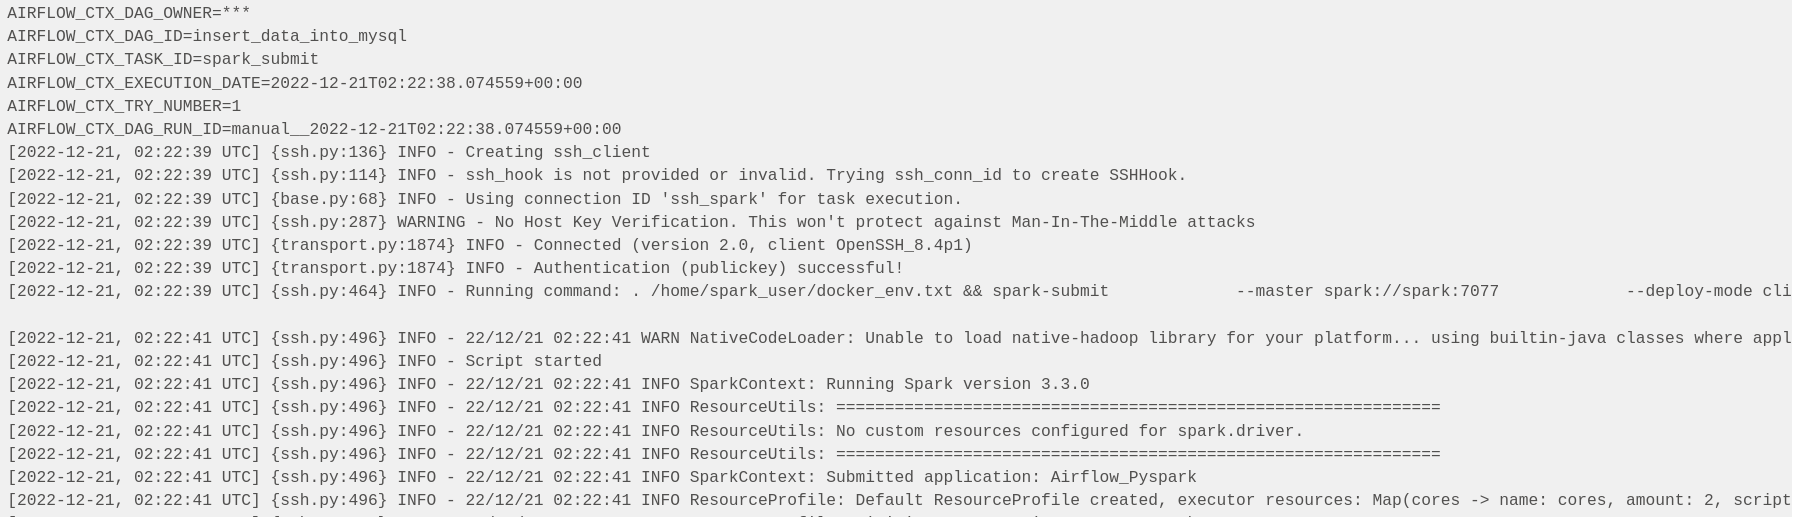 AIRFLOW_CTX_DAG_OWNER=***
AIRFLOW_CTX_DAG_ID=insert_data_into_mysql
AIRFLOW_CTX_TASK_ID=spark_submit
AIRFLOW_CTX_EXECUTION_DATE=2022-12-21T02:22:38.074559+00:00
AIRFLOW_CTX_TRY_NUMBER=1
AIRFLOW_CTX_DAG_RUN_ID=manual__2022-12-21T02:22:38.074559+00:00
[2022-12-21, 02:22:39 UTC] {ssh.py:136} INFO - Creating ssh_client
[2022-12-21, 02:22:39 UTC] {ssh.py:114} INFO - ssh_hook is not provided or invalid. Trying ssh_conn_id to create SSHHook.
[2022-12-21, 02:22:39 UTC] {base.py:68} INFO - Using connection ID 'ssh_spark' for task execution.
[2022-12-21, 02:22:39 UTC] {ssh.py:287} WARNING - No Host Key Verification. This won't protect against Man-In-The-Middle attacks
[2022-12-21, 02:22:39 UTC] {transport.py:1874} INFO - Connected (version 2.0, client OpenSSH_8.4p1)
[2022-12-21, 02:22:39 UTC] {transport.py:1874} INFO - Authentication (publickey) successful!
[2022-12-21, 02:22:39 UTC] {ssh.py:464} INFO - Running command: . /home/spark_user/docker_env.txt && spark-submit             --master spark://spark:7077             --deploy-mode cli
[2022-12-21, 02:22:41 UTC] {ssh.py:496} INFO - 22/12/21 02:22:41 WARN NativeCodeLoader: Unable to load native-hadoop library for your platform... using builtin-java classes where appl
[2022-12-21, 02:22:41 UTC] {ssh.py:496} INFO - Script started
[2022-12-21, 02:22:41 UTC] {ssh.py:496} INFO - 22/12/21 02:22:41 INFO SparkContext: Running Spark version 3.3.0
[2022-12-21, 02:22:41 UTC] {ssh.py:496} INFO - 22/12/21 02:22:41 INFO ResourceUtils: ==============================================================
[2022-12-21, 02:22:41 UTC] {ssh.py:496} INFO - 22/12/21 02:22:41 INFO ResourceUtils: No custom resources configured for spark.driver.
[2022-12-21, 02:22:41 UTC] {ssh.py:496} INFO - 22/12/21 02:22:41 INFO ResourceUtils: ==============================================================
[2022-12-21, 02:22:41 UTC] {ssh.py:496} INFO - 22/12/21 02:22:41 INFO SparkContext: Submitted application: Airflow_Pyspark
[2022-12-21, 02:22:41 UTC] {ssh.py:496} INFO - 22/12/21 02:22:41 INFO ResourceProfile: Default ResourceProfile created, executor resources: Map(cores -> name: cores, amount: 2, script